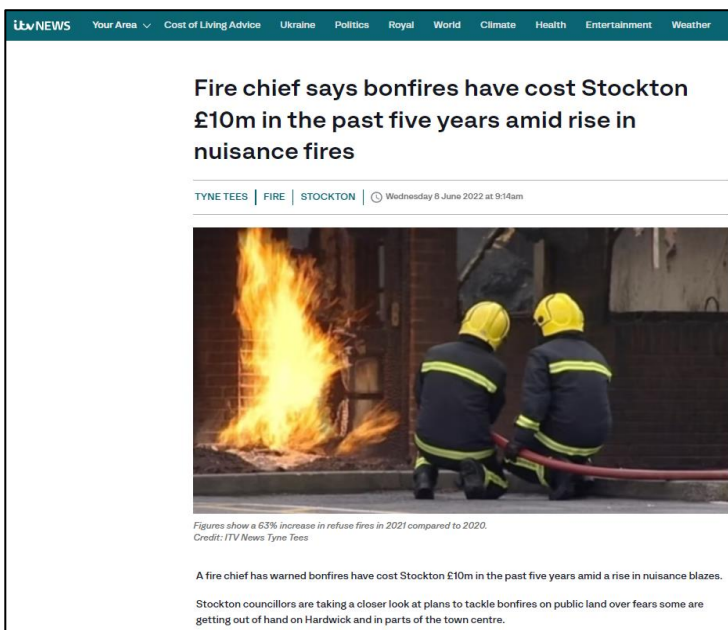 itv NEWS Your Area Cost of Living Advice Ukraine Politics Royal World Climate Health Entertainment Weather
Fire chief says bonfires have cost Stockton
£10m in the past five years amid rise in
nuisance fires
TYNE TEES FIRE STOCKTON Wednesday 8 June 2022 at 9:14am
Figures show a 63% increase in refuse fires in 2021 compared to 2020.
Credit: ITV News Tyne Tees
A fire chief has warned bonfires have cost Stockton £10m in the past five years amid a rise in nuisance blazes.
Stockton councillors are taking a closer look at plans to tackle bonfires on public land over fears some are
getting out of hand on Hardwick and in parts of the town centre.